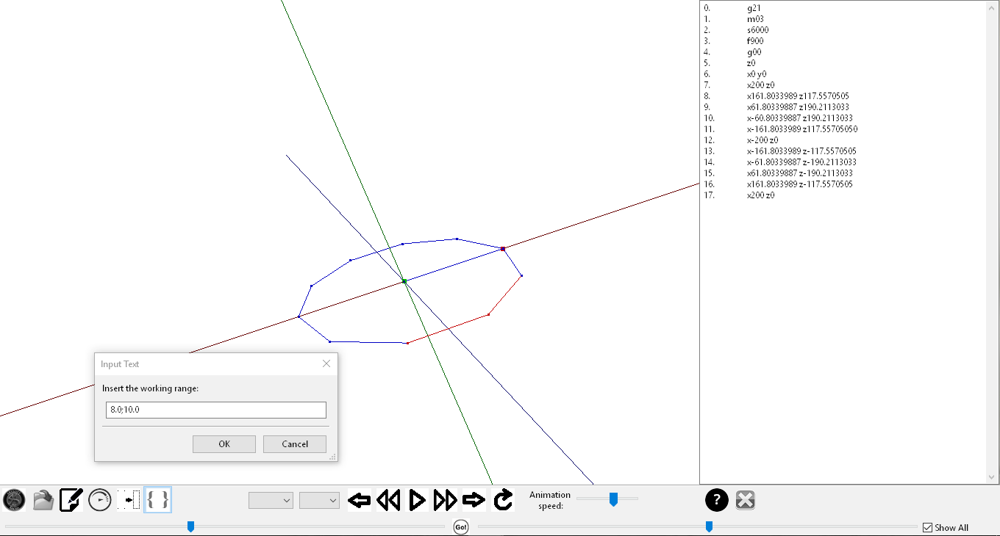 0. g21
1. m03
2. s6000
3. f900
4. g00
5. z0
6. x0 y0
7. x200 z0
8. x161.8033989 z117.5570505
9. x61.80339887 z190.2113033
10. x-60.80339887 z190.2113033
11. x-161.8033989 z117.55705050
12. x-200 z0
13. x-161.8033989 z-117.5570505
14. x-61.80339887 z-190.2113033
15. x61.80339887 z-190.2113033
16. x161.8033989 z-117.5570505
17. x200 z0
Input Text
Insert the working range:
8.0;10.0
OK Cancel
{ }
Animation
speed:
?
Go!
Show All